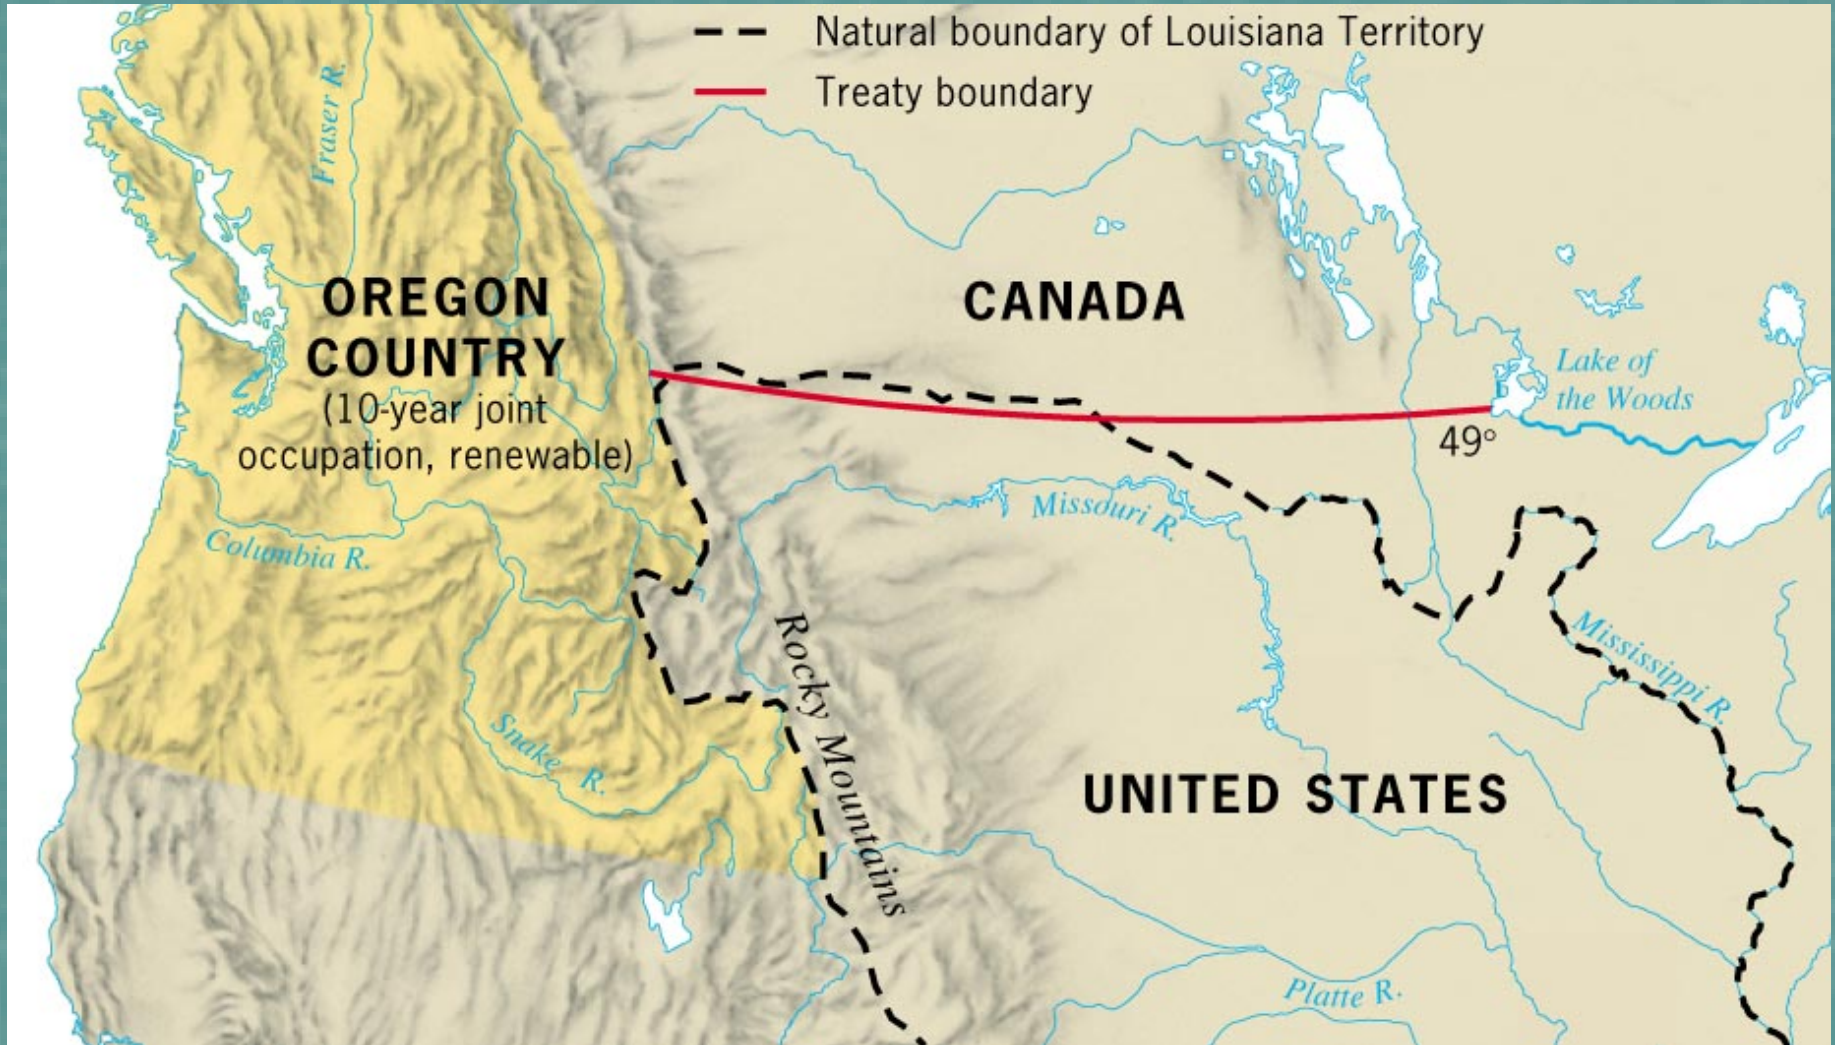 Natural boundary of Louisiana Territory
Treaty boundary
Fraser R.
OREGON
COUNTRY
(10-year joint
occupation, renewable)
CANADA
Lake of
the Woods
49°
Missouri R.
Columbia R.
Rocky Mountains
Mississippi R.
Snake R.
UNITED STATES
Platte R.